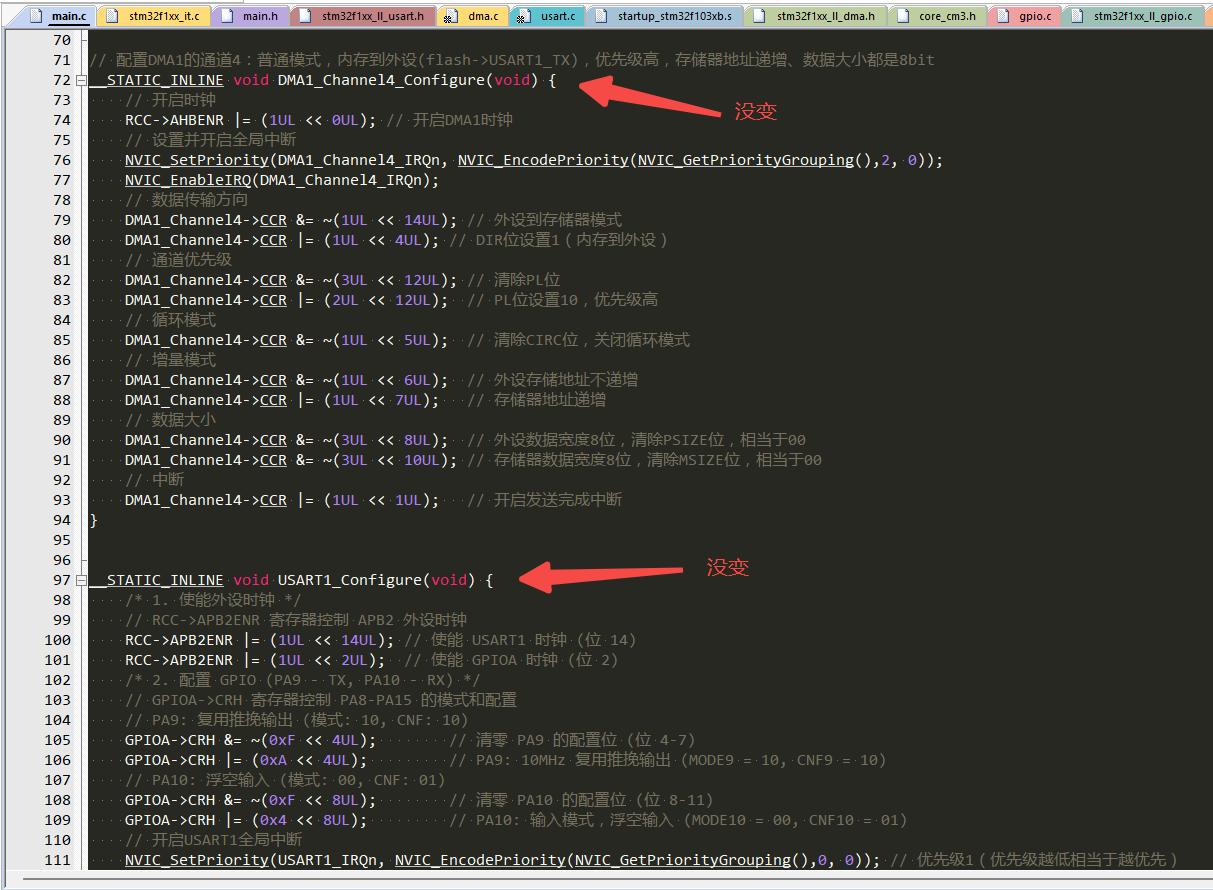 main.c stm32f1xx_it.c main.h stm32f1xx_ll_usart.h dma.c usart.c startup_stm32f103xb.s stm32f1xx_ll_dma.h core_cm3.h gpio.c stm32f1xx_ll_gpio.c
70
71 // 配置DMA1的通道4：普通模式，内存到外设(flash->USART1_TX)，优先级高，存储器地址递增、数据大小都是8bit
72 __STATIC_INLINE void DMA1_Channel4_Configure(void) {
没变
73 // 开启时钟
74 RCC->AHBENR |= (1UL << 0UL); // 开启DMA1时钟
75 // 设置并开启全局中断
76 NVIC_SetPriority(DMA1_Channel4_IRQn, NVIC_EncodePriority(NVIC_GetPriorityGrouping(),2, 0));
77 NVIC_EnableIRQ(DMA1_Channel4_IRQn);
78 // 数据传输方向
79 DMA1_Channel4->CCR &= ~(1UL << 14UL); // 外设到存储器模式
80 DMA1_Channel4->CCR |= (1UL << 4UL); // DIR位设置1（内存到外设）
81 // 通道优先级
82 DMA1_Channel4->CCR &= ~(3UL << 12UL); // 清除PL位
83 DMA1_Channel4->CCR |= (2UL << 12UL); // PL位设置10，优先级高
84 // 循环模式
85 DMA1_Channel4->CCR &= ~(1UL << 5UL); // 清除CIRC位，关闭循环模式
86 // 增量模式
87 DMA1_Channel4->CCR &= ~(1UL << 6UL); // 外设存储地址不递增
88 DMA1_Channel4->CCR |= (1UL << 7UL); // 存储器地址递增
89 // 数据大小
90 DMA1_Channel4->CCR &= ~(3UL << 8UL); // 外设数据宽度8位，清除PSIZE位，相当于00
91 DMA1_Channel4->CCR &= ~(3UL << 10UL); // 存储器数据宽度8位，清除MSIZE位，相当于00
92 // 中断
93 DMA1_Channel4->CCR |= (1UL << 1UL); // 开启发送完成中断
94 }
95
96
97 __STATIC_INLINE void USART1_Configure(void) {
没变
98 /* 1. 使能外设时钟 */
99 // RCC->APB2ENR 寄存器控制 APB2 外设时钟
100 RCC->APB2ENR |= (1UL << 14UL); // 使能 USART1 时钟 (位 14)
101 RCC->APB2ENR |= (1UL << 2UL); // 使能 GPIOA 时钟 (位 2)
102 /* 2. 配置 GPIO (PA9 - TX, PA10 - RX) */
103 // GPIOA->CRH 寄存器控制 PA8-PA15 的模式和配置
104 // PA9: 复用推挽输出 (模式: 10, CNF: 10)
105 GPIOA->CRH &= ~(0xF << 4UL); // 清零 PA9 的配置位 (位 4-7)
106 GPIOA->CRH |= (0xA << 4UL); // PA9: 10MHz 复用推挽输出 (MODE9 = 10, CNF9 = 10)
107 // PA10: 浮空输入 (模式: 00, CNF: 01)
108 GPIOA->CRH &= ~(0xF << 8UL); // 清零 PA10 的配置位 (位 8-11)
109 GPIOA->CRH |= (0x4 << 8UL); // PA10: 输入模式，浮空输入 (MODE10 = 00, CNF10 = 01)
110 // 开启USART1全局中断
111 NVIC_SetPriority(USART1_IRQn, NVIC_EncodePriority(NVIC_GetPriorityGrouping(),0, 0)); // 优先级1（优先级越低相当于越优先）